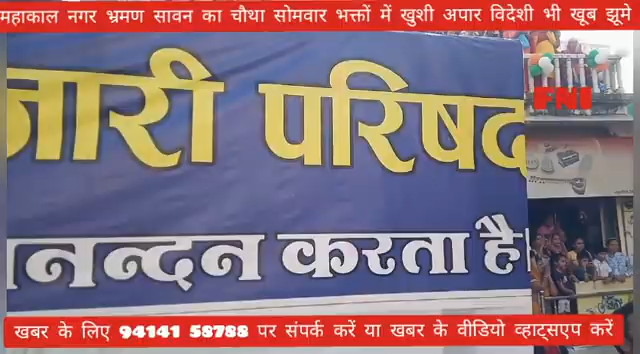 महाकाल नगर भ्रमण सावन का चौथा सोमवार भक्तों में खुशी अपार विदेशी भी खूब झूमे
FNI
जारी परिषद
नन्दन करता है
खबर के लिए 94141 58788 पर संपर्क करें या खबर के वीडियो व्हाट्सएप करें